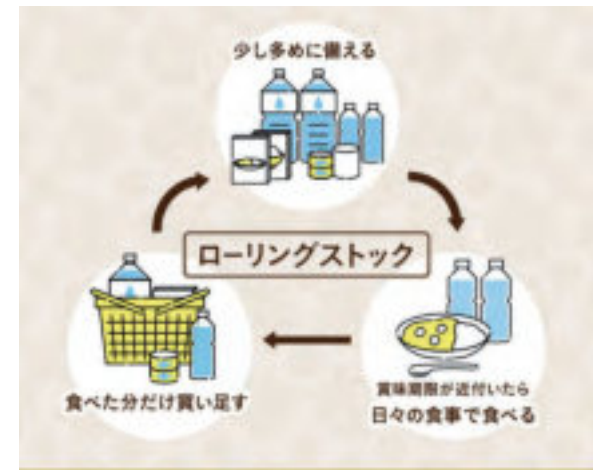 少し多めに備える
ローリングストック
賞味期限が近付いたら
日々の食事で食べる
食べた分だけ買い足す